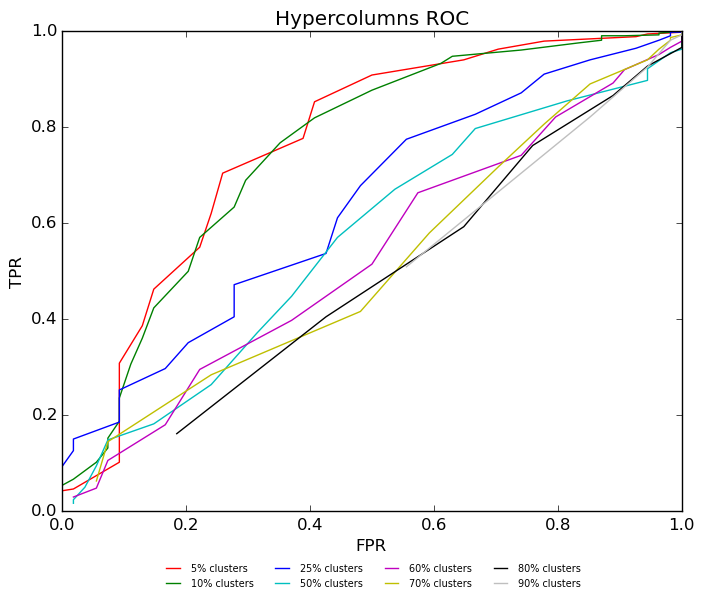 Hypercolumns ROC
1.0
0.8
0.6
0.4
0.2
0.0
TPR
0.0 0.2 0.4 0.6 0.8 1.0
FPR
5% clusters 25% clusters 60% clusters 80% clusters
10% clusters 50% clusters 70% clusters 90% clusters